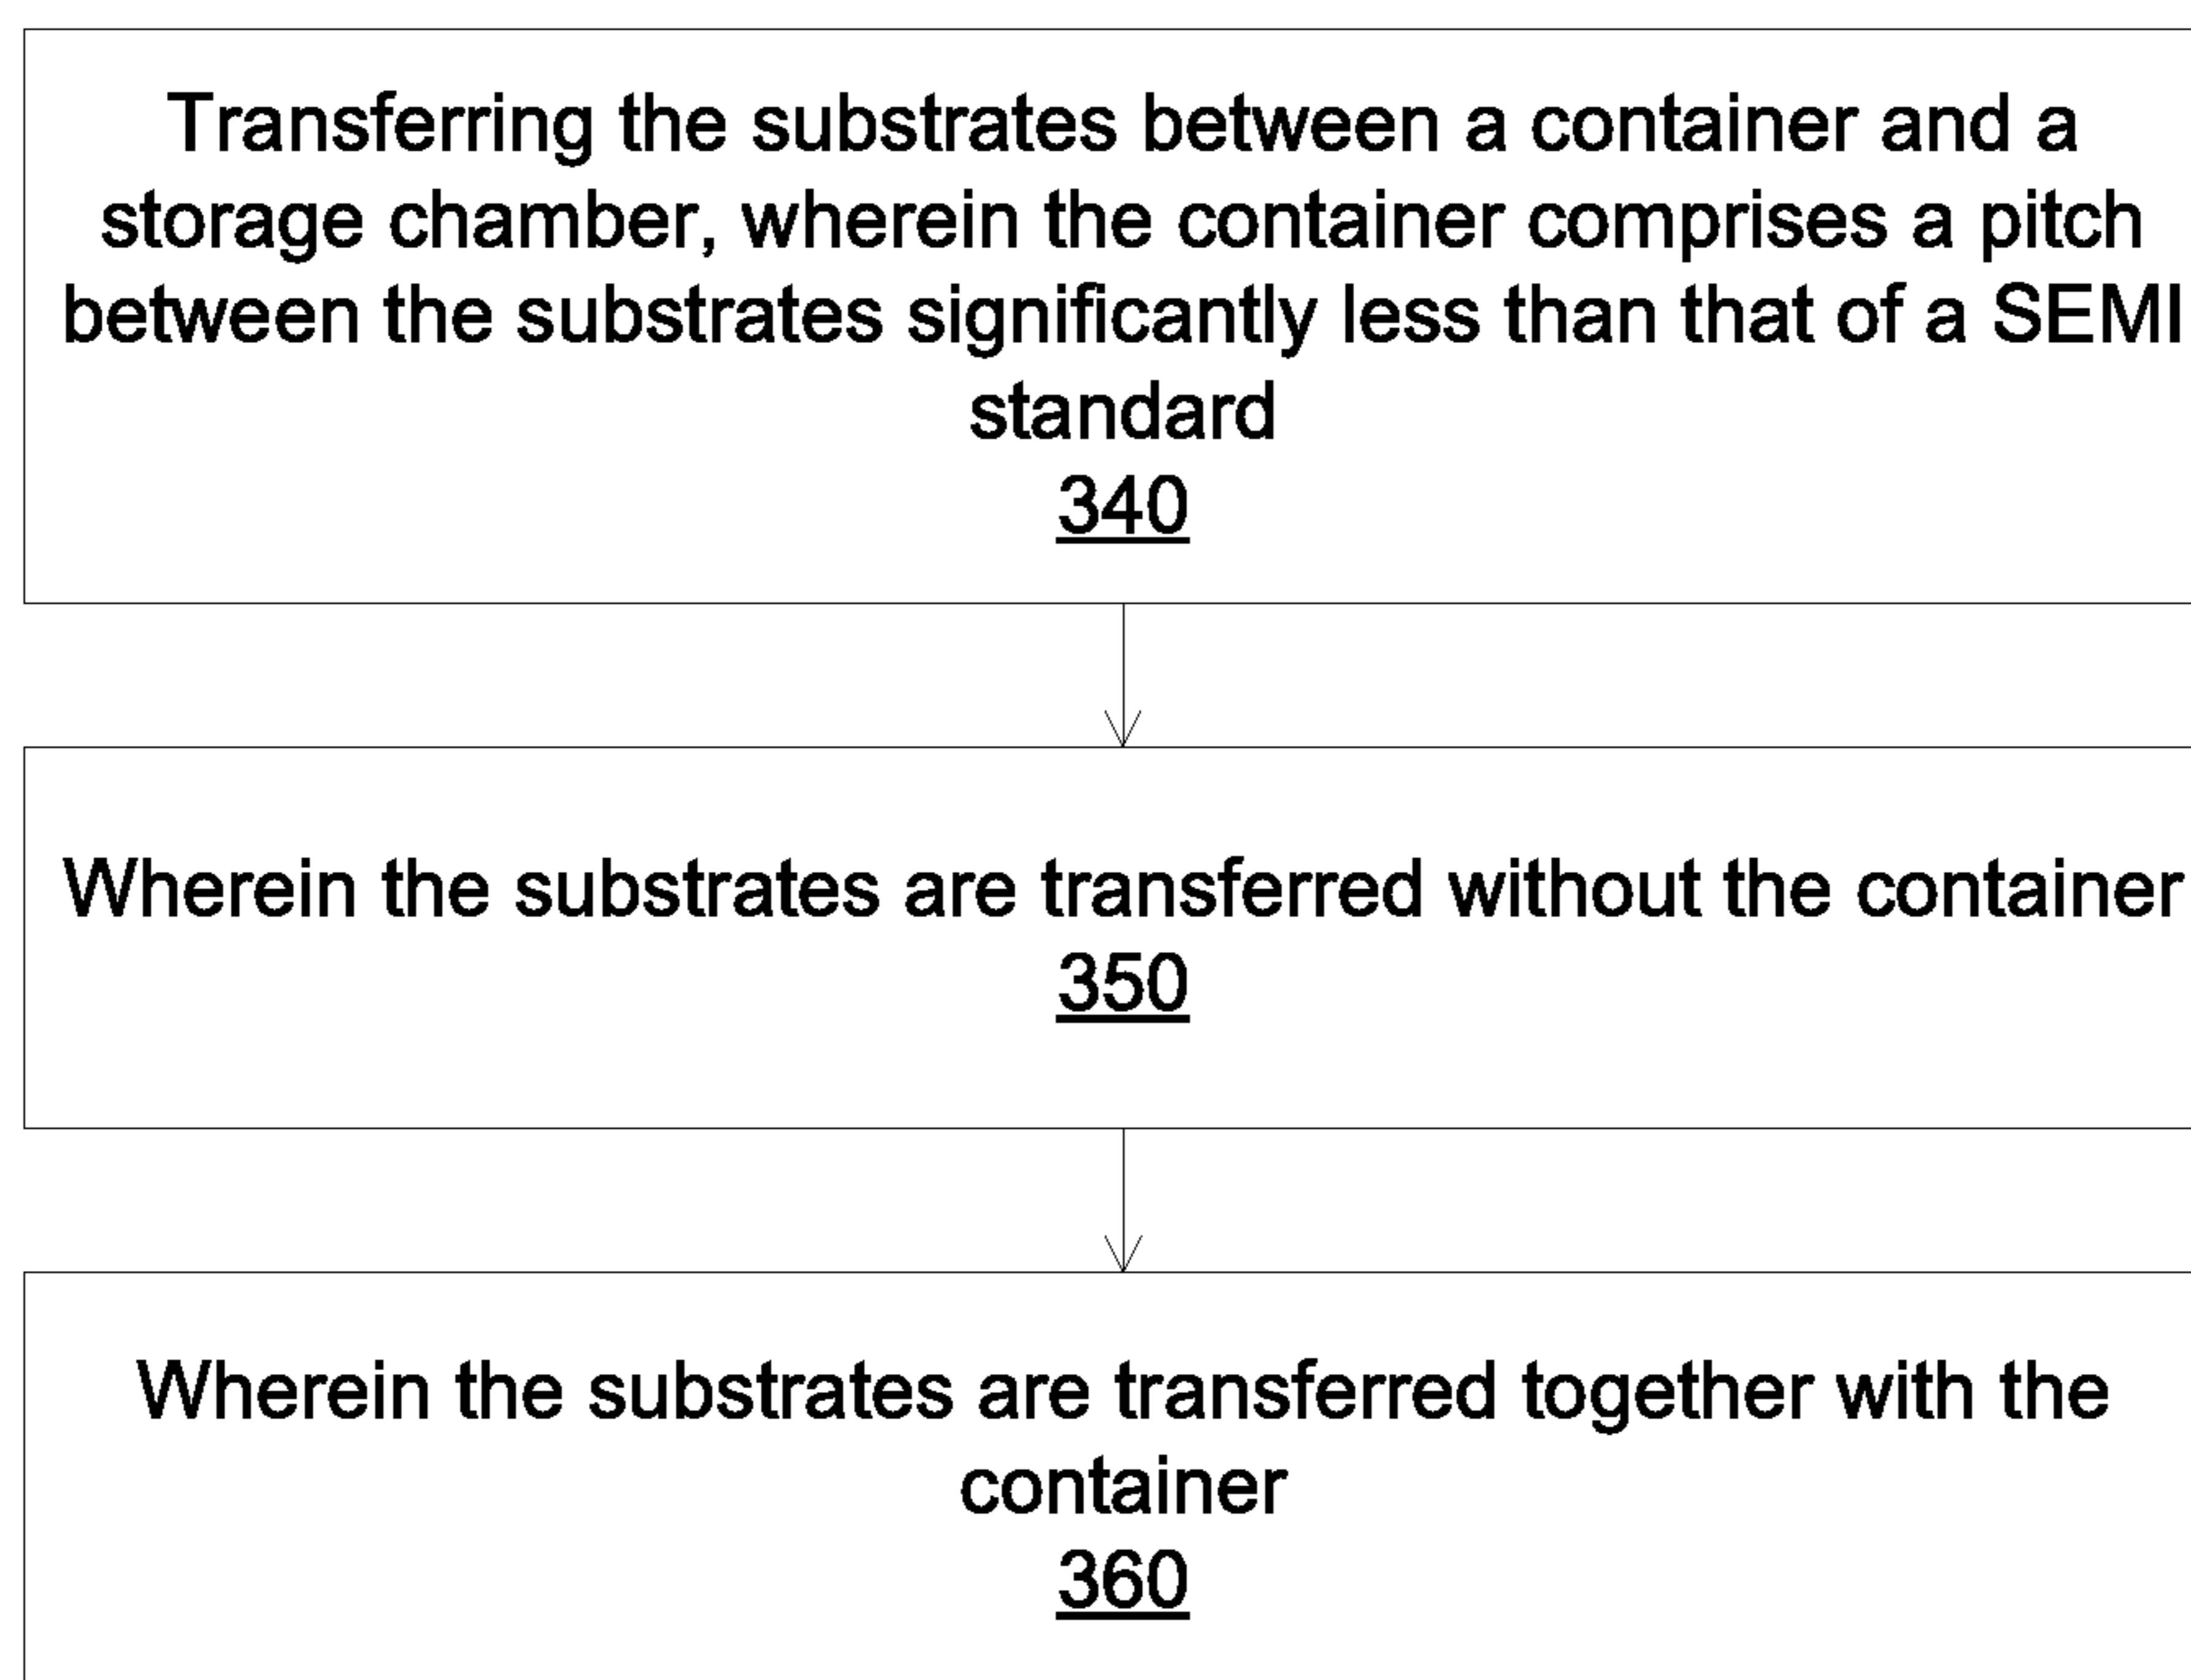 Transferring the substrates between a container and a
storage chamber, wherein the container comprises a pitch
between the substrates significantly less than that of a SEMI
standard
340
Wherein the substrates are transferred without the container
350
Wherein the substrates are transferred together with the
container
360